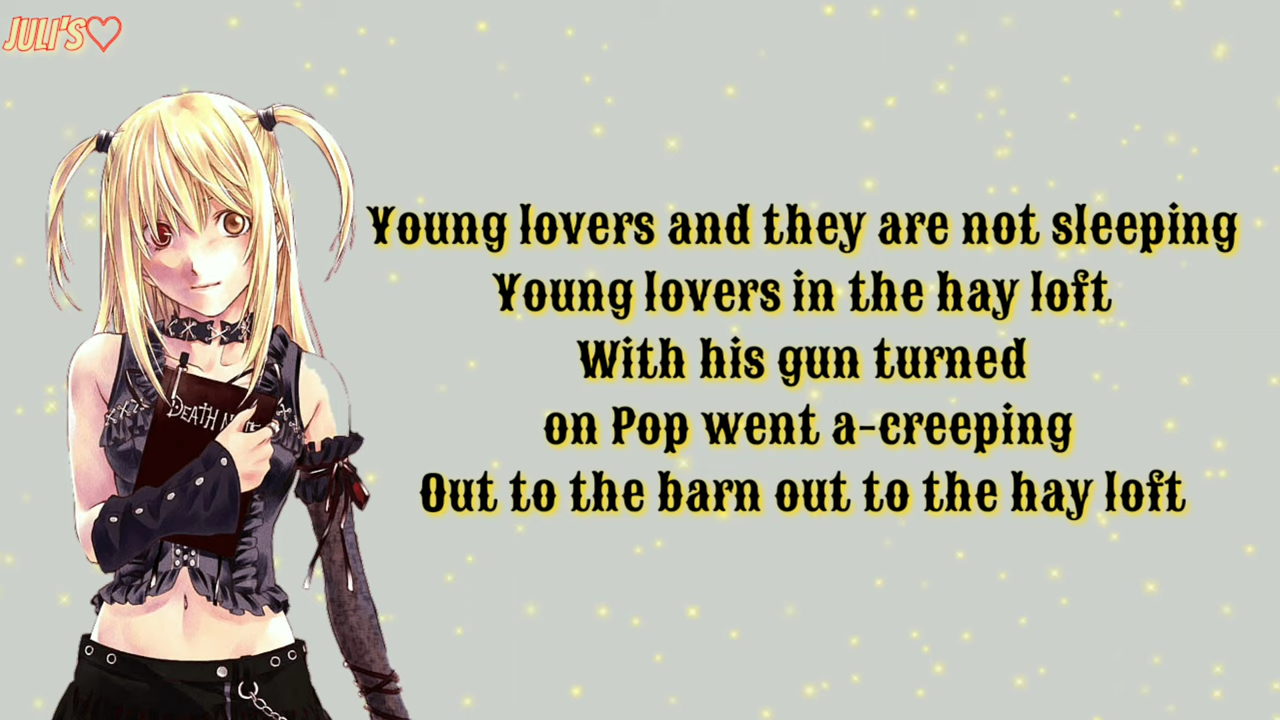 JULI'S♡
Young lovers and they are not sleeping
Young lovers in the hay loft
With his gun turned
on Pop went a-creeping
Out to the barn out to the hay loft
DEATH